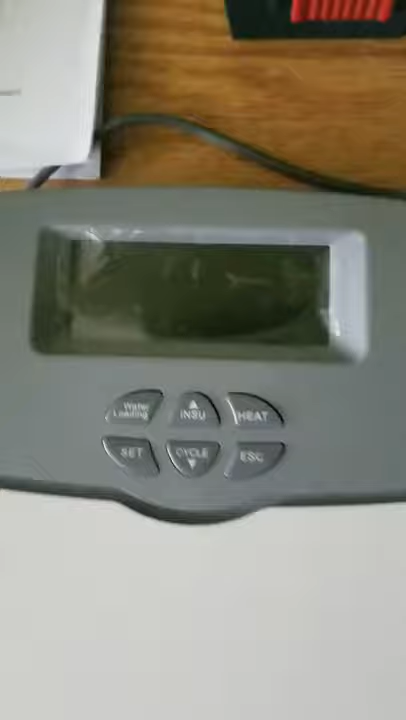 Water
Loading
▲
INSU
HEAT
SET
CYCLE
▼
ESC